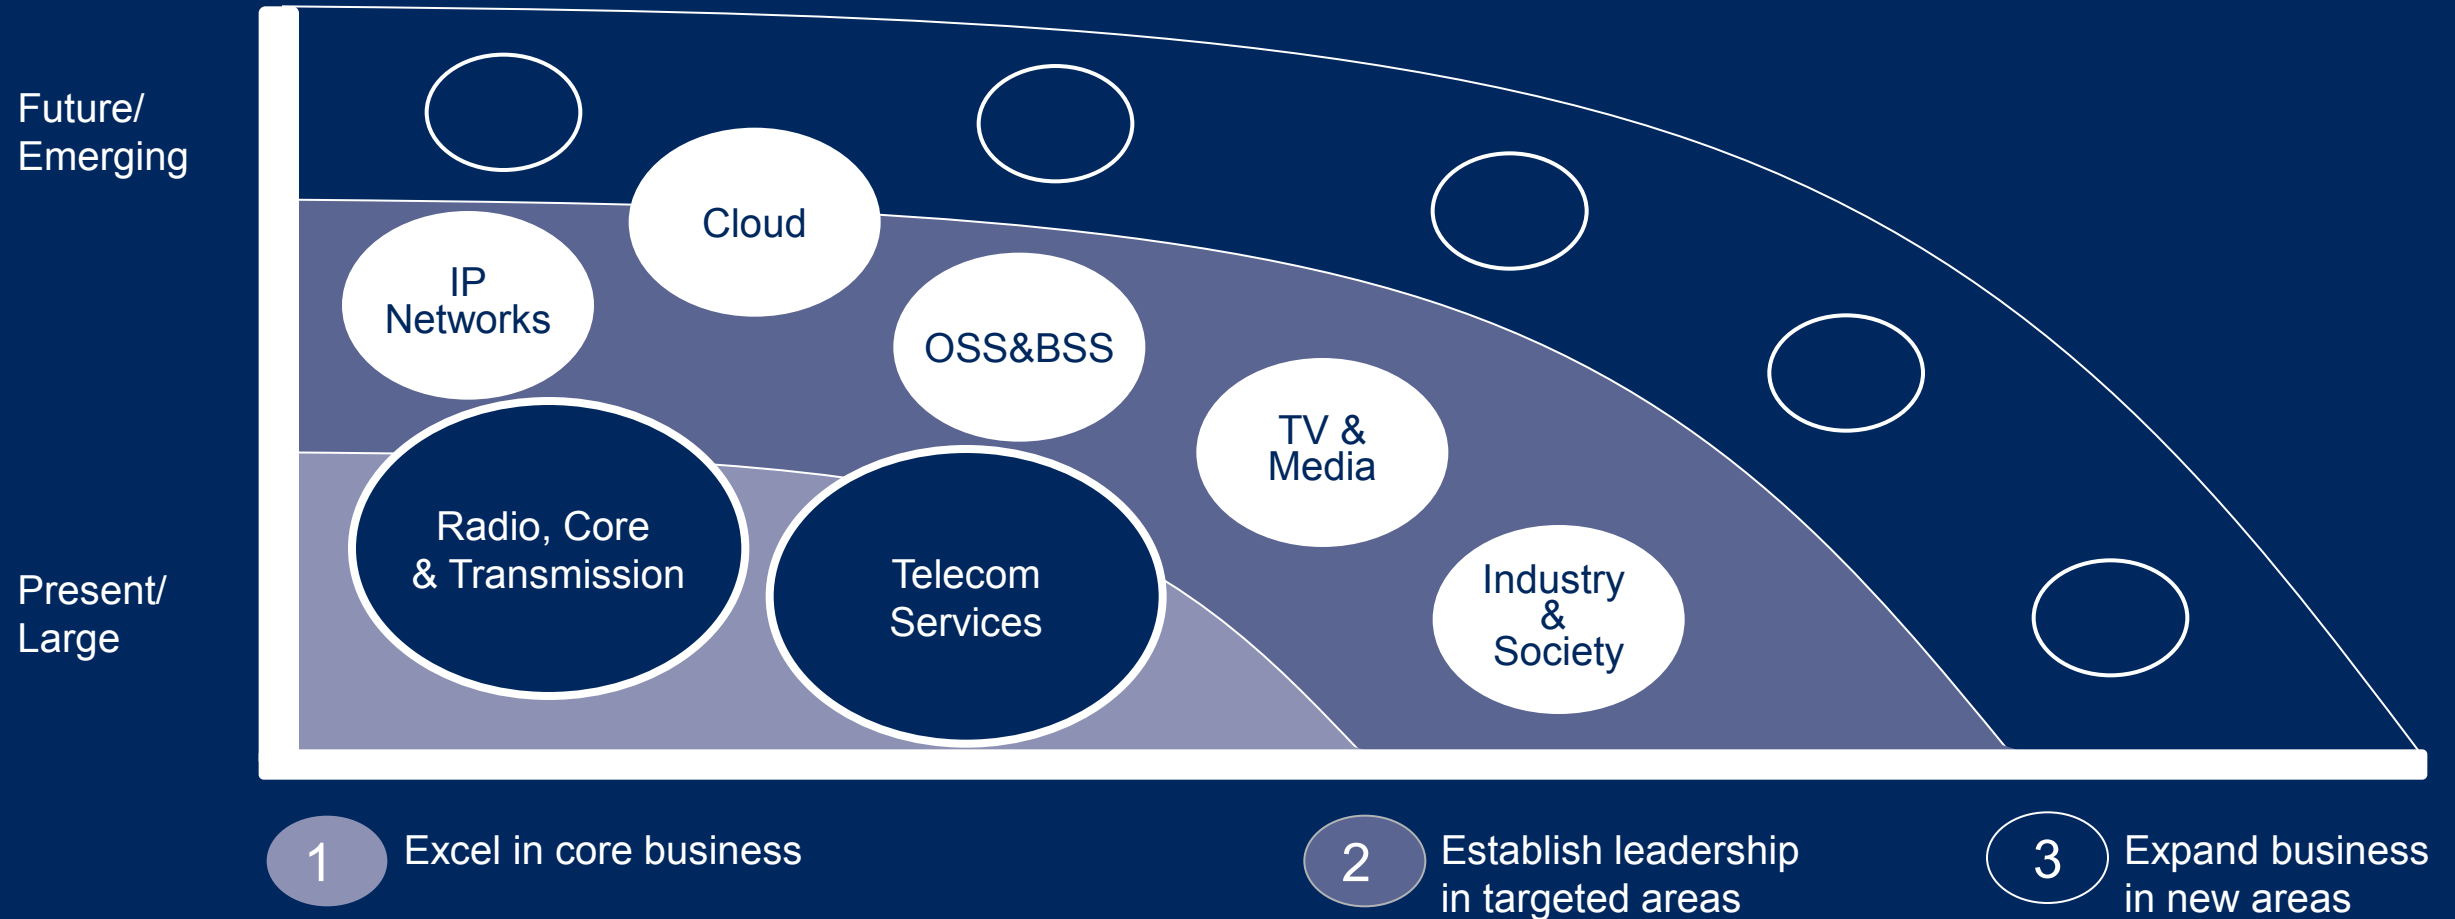 Future/
Emerging
Cloud
IP
Networks
OSS&BSS
TV &
Media
Radio, Core
& Transmission
Telecom
Services
Industry
&
Society
Present/
Large
1 Excel in core business
2 Establish leadership
in targeted areas
3 Expand business
in new areas